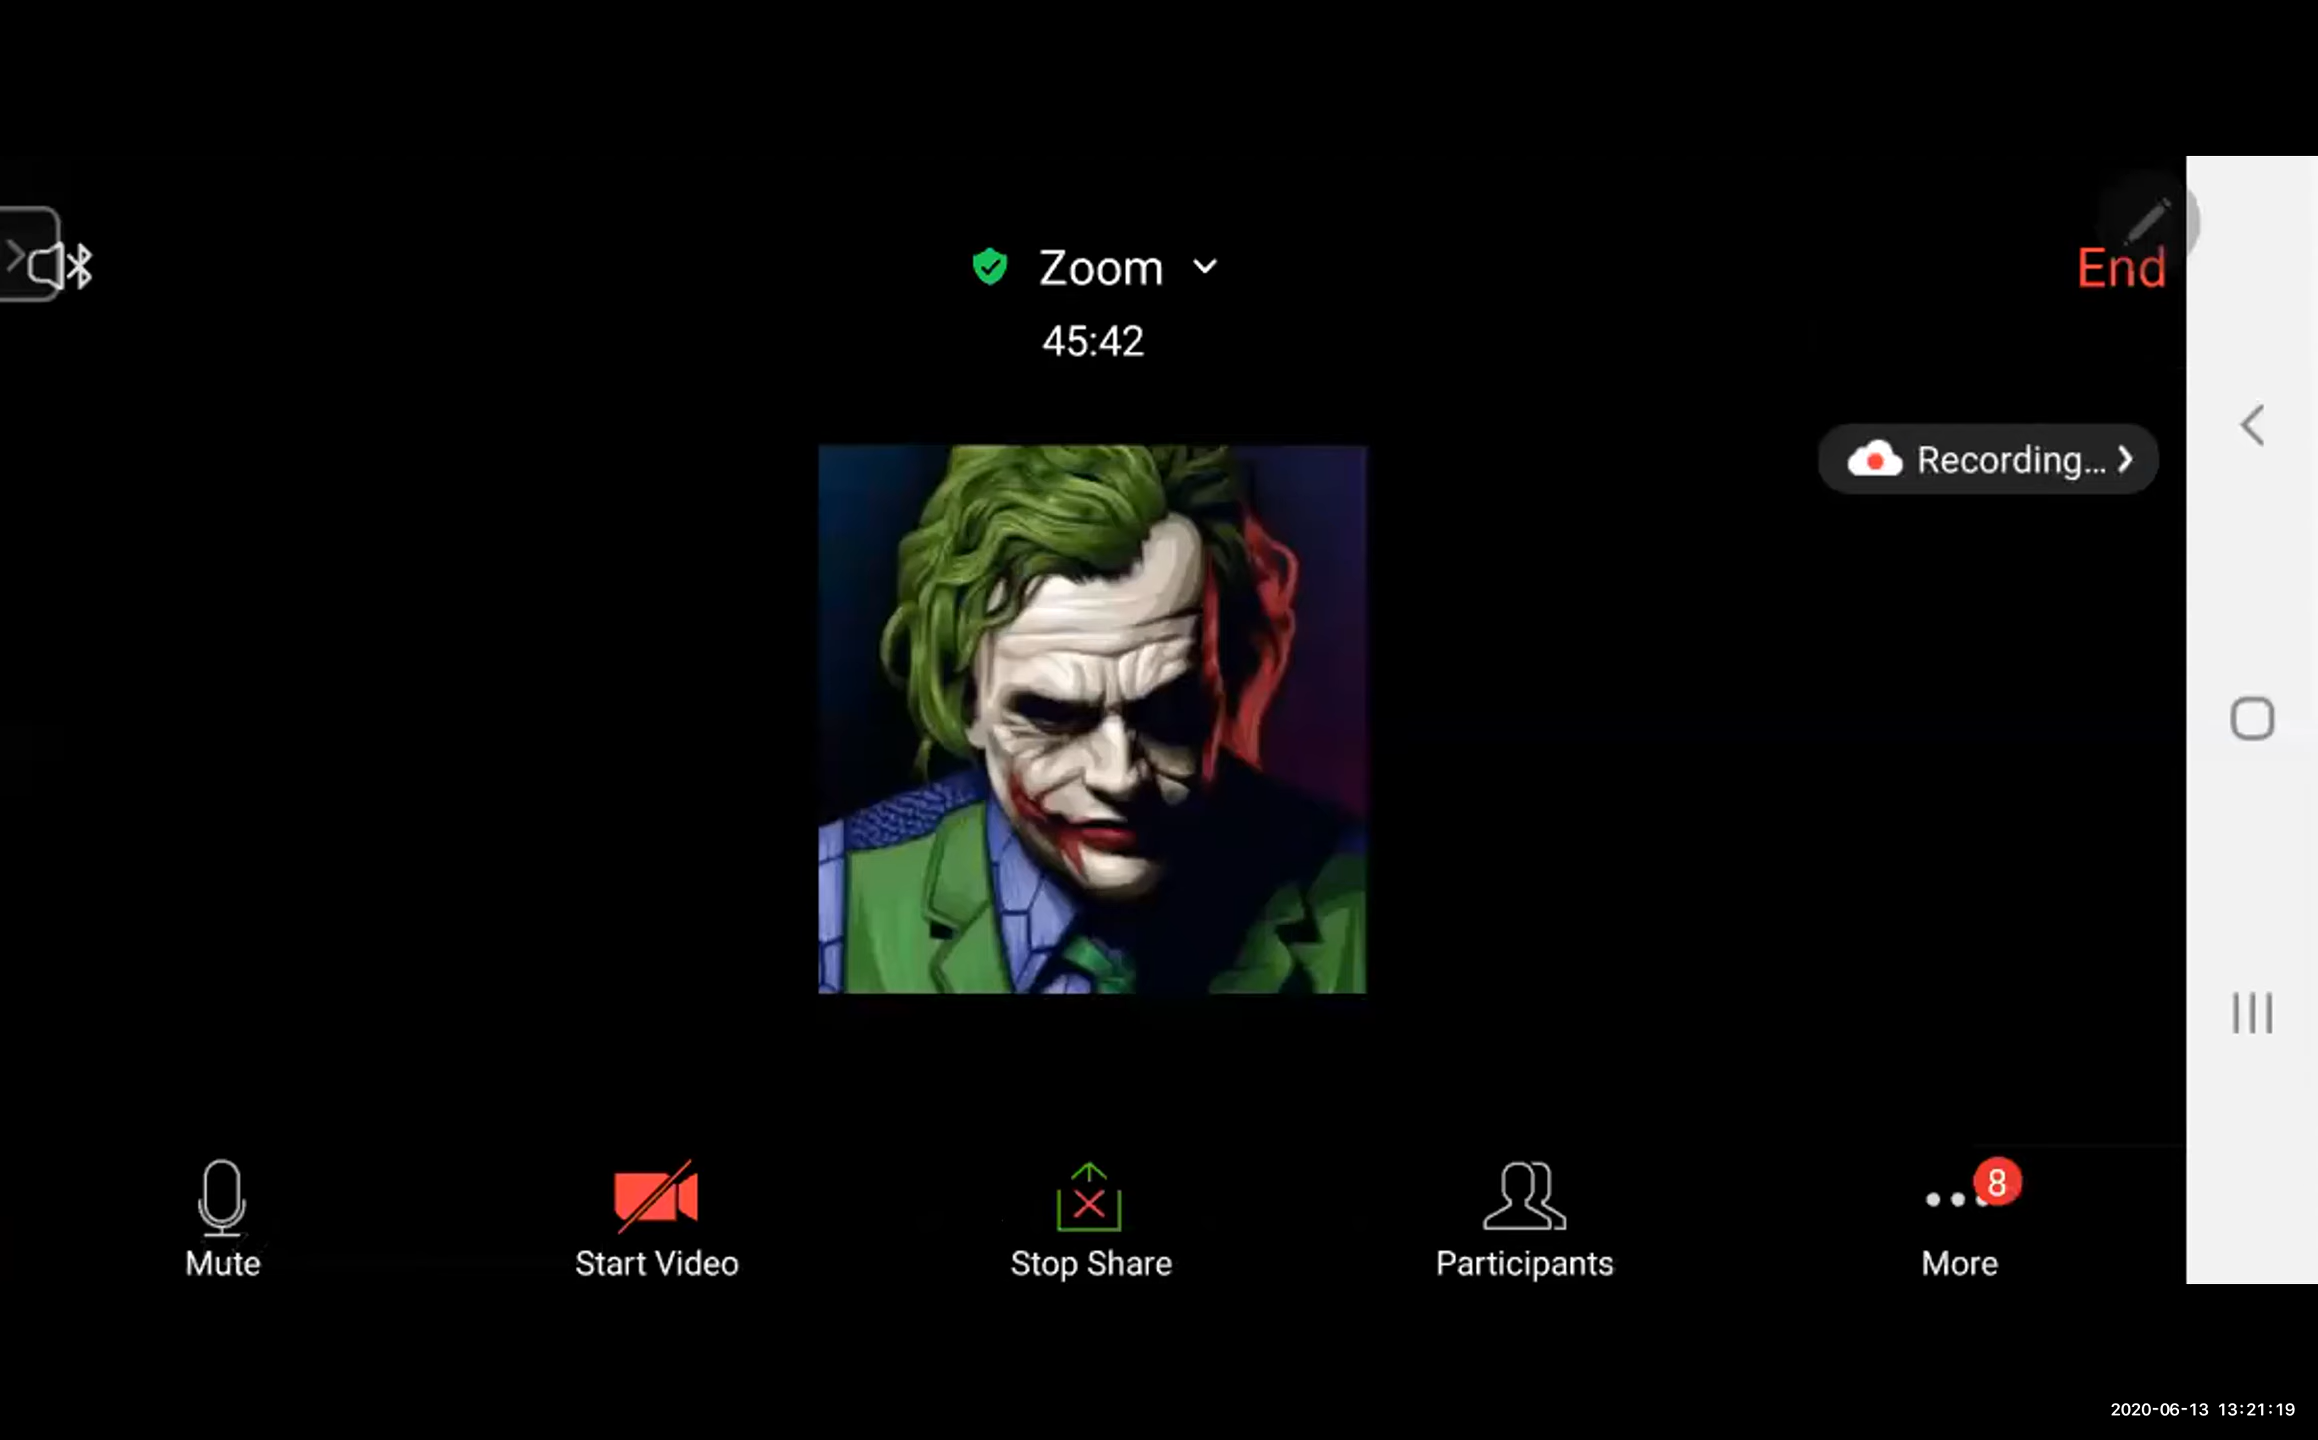 Zoom
End
45:42
Recording...
8
Mute
Start Video
Stop Share
Participants
More
2020-06-13 13:21:19